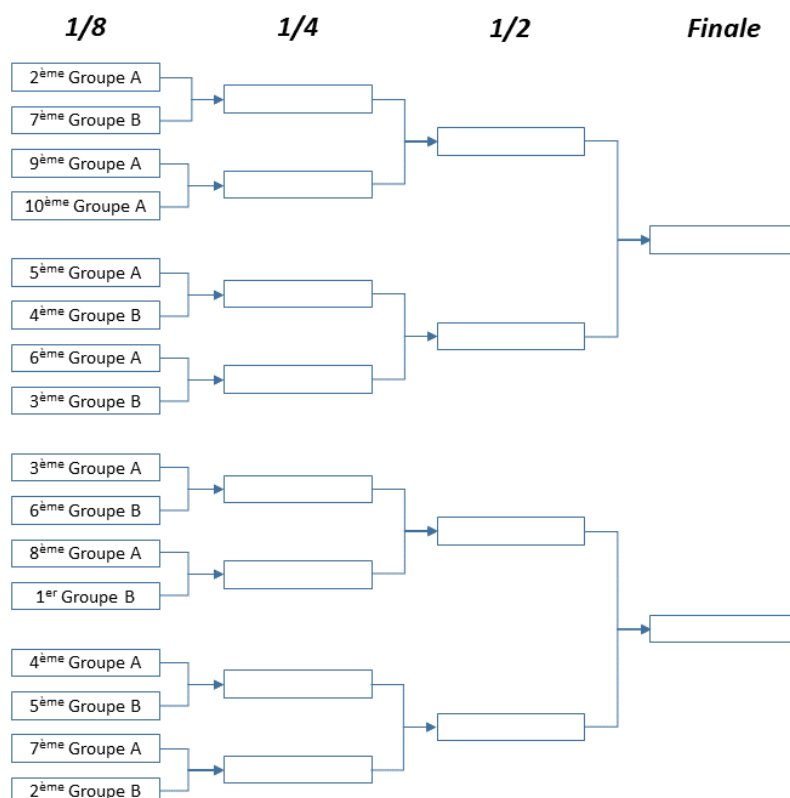 1/8 1/4 1/2 Finale
2ème Groupe A
7ème Groupe B
9ème Groupe A
10ème Groupe A
5ème Groupe A
4ème Groupe B
6ème Groupe A
3ème Groupe B
3ème Groupe A
6ème Groupe B
8ème Groupe A
1er Groupe B
4ème Groupe A
5ème Groupe B
7ème Groupe A
2ème Groupe B